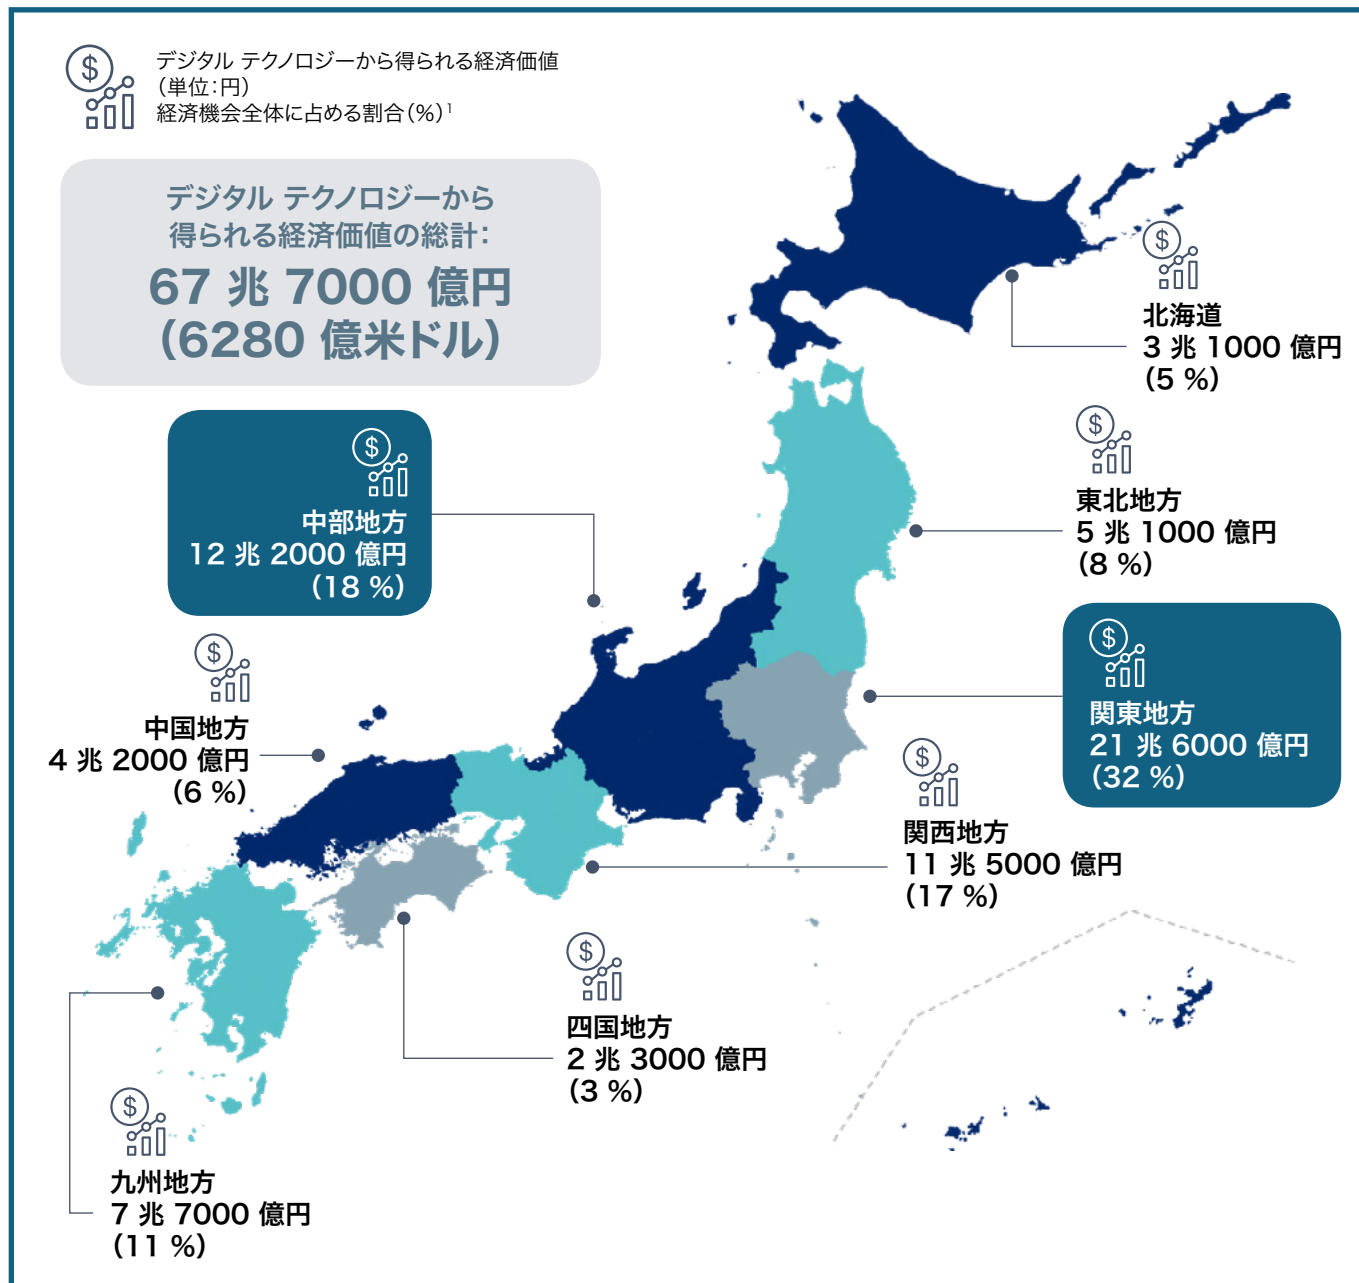 デジタル テクノロジーから得られる経済価値
（単位：円）
経済機会全体に占める割合（%）1
デジタル テクノロジーから
得られる経済価値の総計：
67 兆 7000 億円
（6280 億米ドル）
北海道
3 兆 1000 億円
（5 %）
東北地方
5 兆 1000 億円
（8 %）
中部地方
12 兆 2000 億円
（18 %）
関東地方
21 兆 6000 億円
（32 %）
中国地方
4 兆 2000 億円
（6 %）
関西地方
11 兆 5000 億円
（17 %）
四国地方
2 兆 3000 億円
（3 %）
九州地方
7 兆 7000 億円
（11 %）